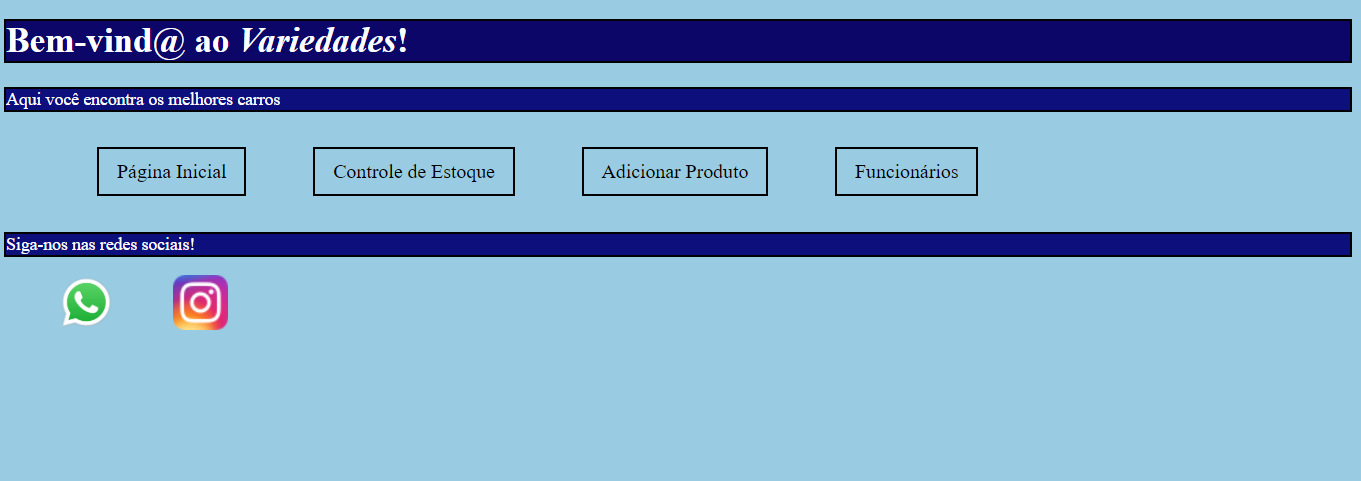 Bem-vind@ ao Variedades!
Aqui você encontra os melhores carros
Página Inicial
Controle de Estoque
Adicionar Produto
Funcionários
Siga-nos nas redes sociais!